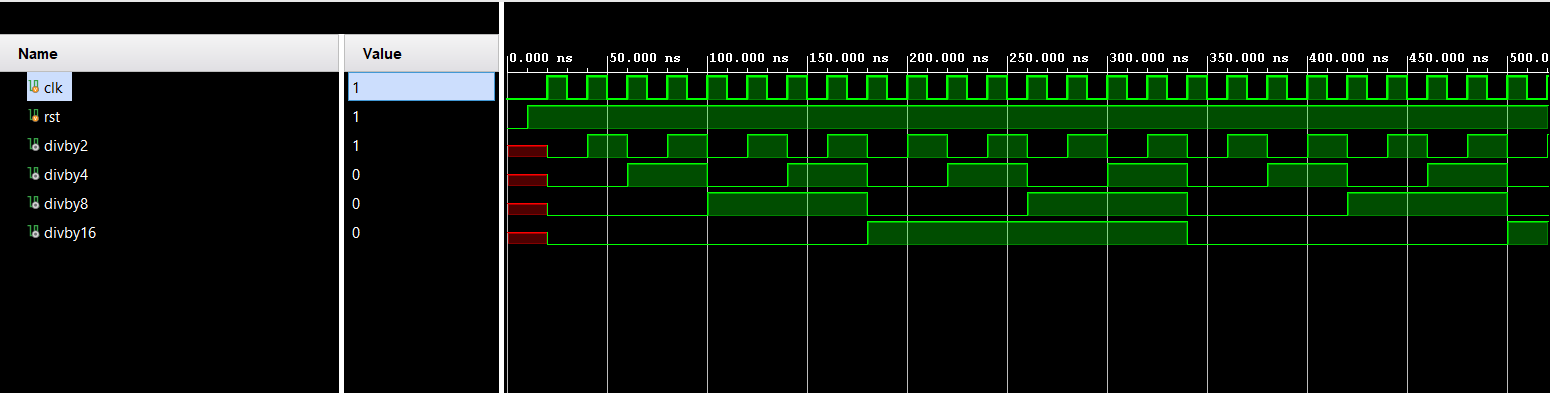 Name Value
0.000 ns 50.000 ns 100.000 ns 150.000 ns 200.000 ns 250.000 ns 300.000 ns 350.000 ns 400.000 ns 450.000 ns 500.0
clk 1
rst 1
divby2 1
divby4 0
divby8 0
divby16 0